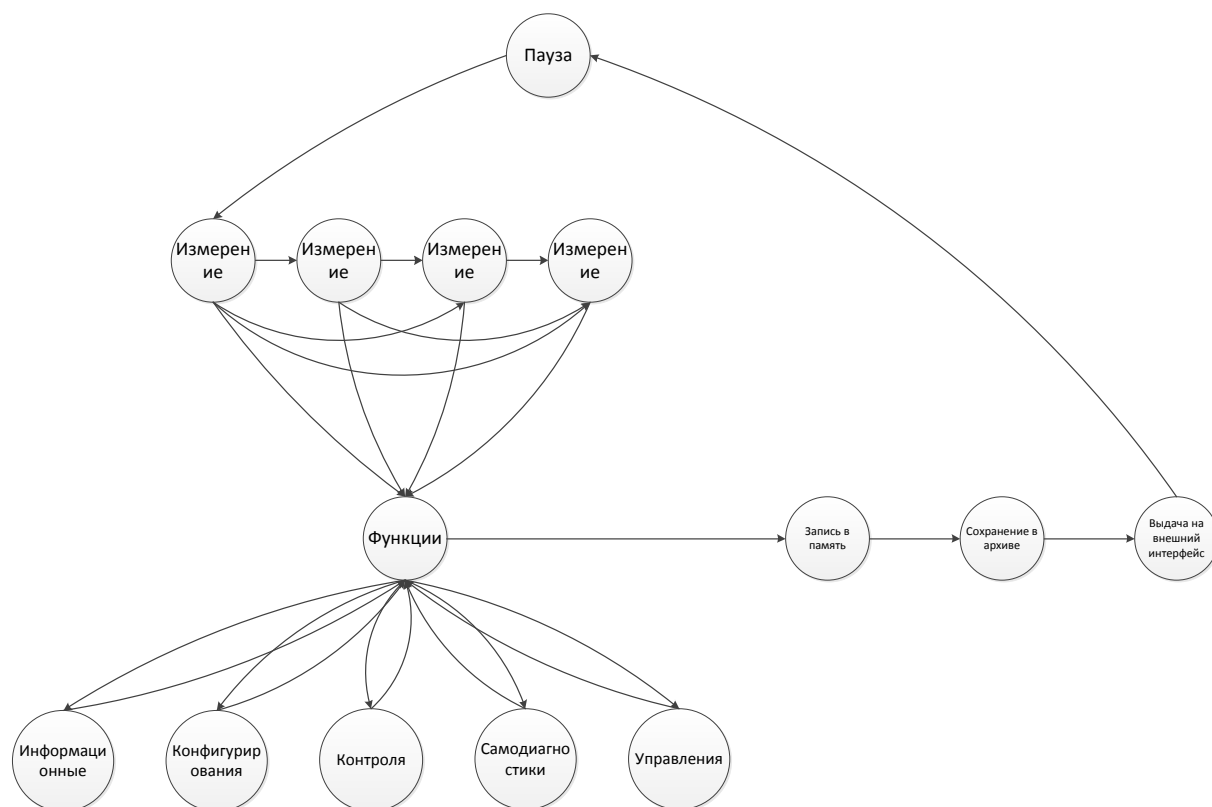 Пауза
Измерен
ие
Измерен
ие
Измерен
ие
Измерен
ие
Функции
Запись в
память
Сохранение в
архиве
Выдача на
внешний
интерфейс
Информаци
онные
Конфигурир
ования
Контроля
Самодиагно
стики
Управления